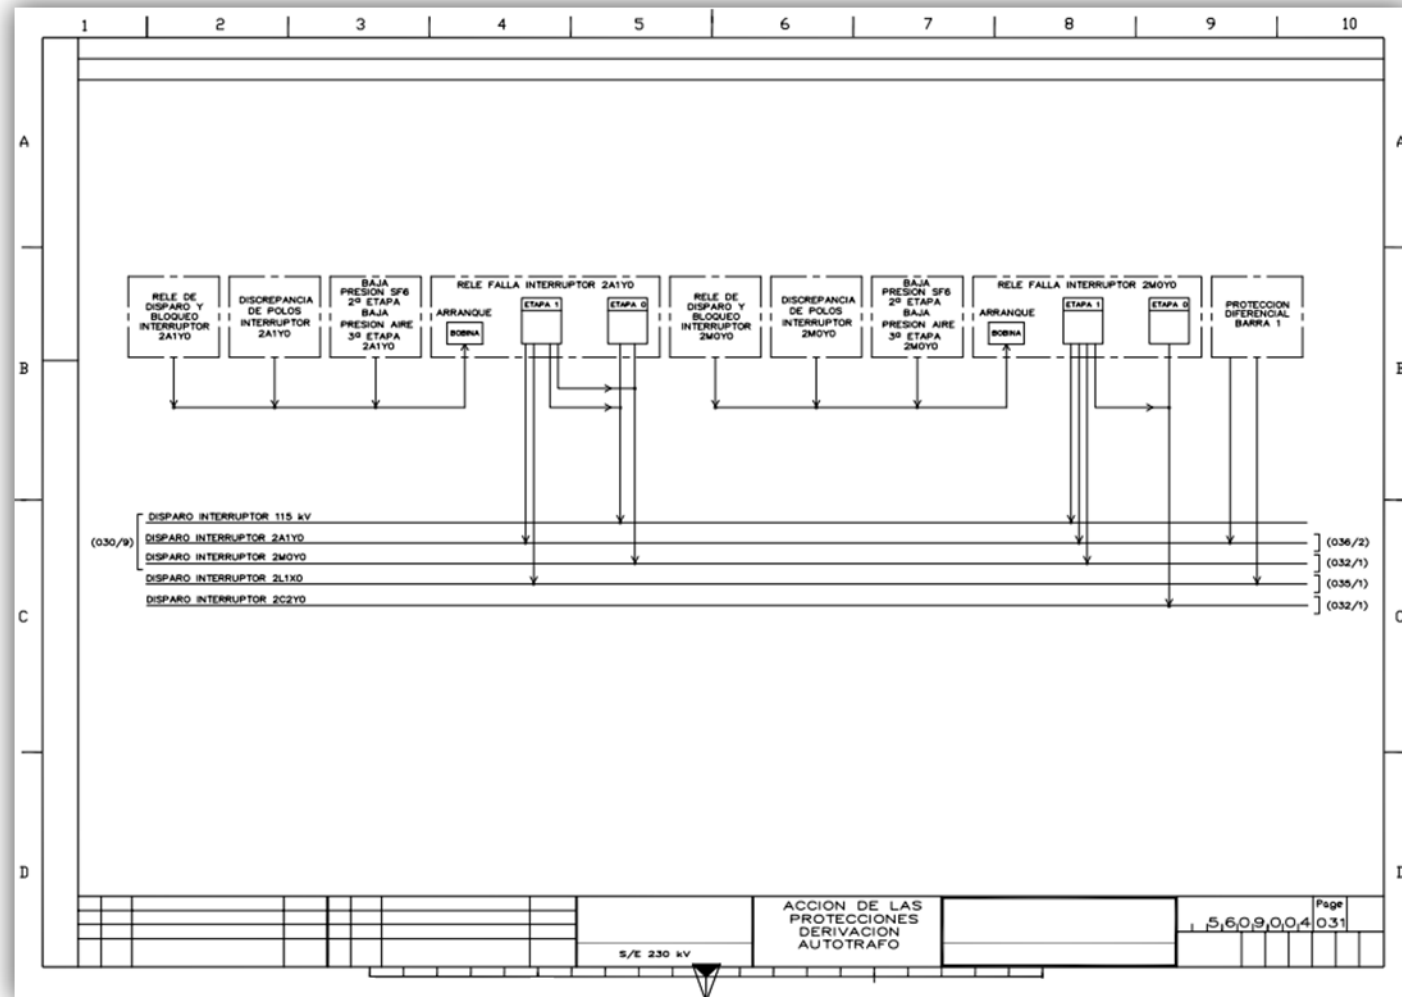 1 2 3 4 5 6 7 8 9 10
A
B
C
D
RELE DE
DISPARO Y
BLOQUEO
INTERRUPTOR
2A1Y0
DISCREPANCIA
DE POLOS
INTERRUPTOR
2A1Y0
BAJA
PRESION SF6
2º ETAPA
BAJA
PRESION AIRE
3º ETAPA
2A1Y0
RELE FALLA INTERRUPTOR 2A1Y0
ARRANQUE
BOBINA
ETAPA 1
ETAPA 0
RELE DE
DISPARO Y
BLOQUEO
INTERRUPTOR
2M0Y0
DISCREPANCIA
DE POLOS
INTERRUPTOR
2M0Y0
BAJA
PRESION SF6
2º ETAPA
BAJA
PRESION AIRE
3º ETAPA
2M0Y0
RELE FALLA INTERRUPTOR 2M0Y0
ARRANQUE
BOBINA
ETAPA 1
ETAPA 0
PROTECCION
DIFERENCIAL
BARRA 1
(030/9)
DISPARO INTERRUPTOR 115 kV
DISPARO INTERRUPTOR 2A1Y0
DISPARO INTERRUPTOR 2M0Y0
DISPARO INTERRUPTOR 2L1X0
DISPARO INTERRUPTOR 2C2Y0
(036/2)
(032/1)
(035/1)
(032/1)
A
S/E 230 kV
ACCION DE LAS
PROTECCIONES
DERIVACION
AUTOTRAFO
5609004
Page
031